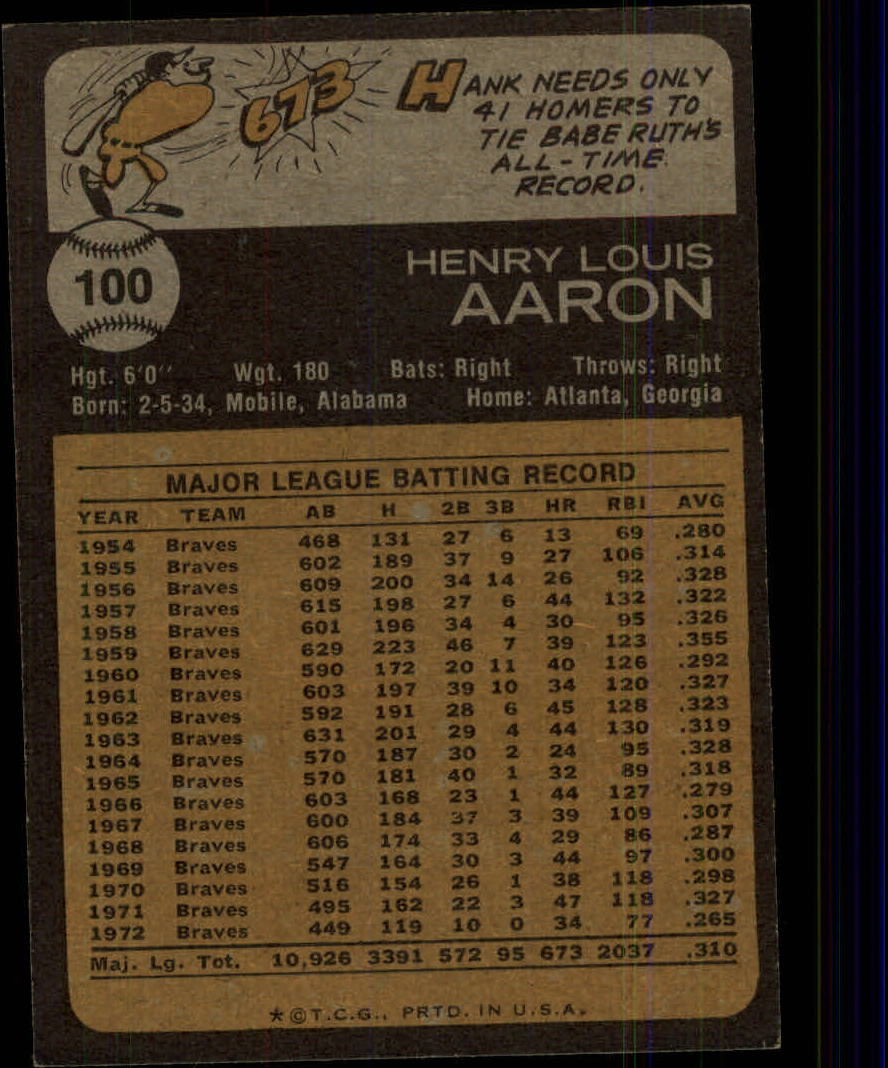 673
HANK NEEDS ONLY
41 HOMERS TO
TIE BABE RUTH'S
ALL-TIME
RECORD.
100
HENRY LOUIS
AARON
Hgt. 6'0" Wgt. 180 Bats: Right Throws: Right
Born: 2-5-34, Mobile, Alabama Home: Atlanta, Georgia
MAJOR LEAGUE BATTING RECORD
YEAR TEAM AB H 2B 3B HR RBI AVG
1954 Braves 468 131 27 6 13 69 .280
1955 Braves 602 189 37 9 27 106 .314
1956 Braves 609 200 34 14 26 92 .328
1957 Braves 615 198 27 6 44 132 .322
1958 Braves 601 196 34 4 30 95 .326
1959 Braves 629 223 46 7 39 123 .355
1960 Braves 590 172 20 11 40 126 .292
1961 Braves 603 197 39 10 34 120 .327
1962 Braves 592 191 28 6 45 128 .323
1963 Braves 631 201 29 4 44 130 .319
1964 Braves 570 187 30 2 24 95 .328
1965 Braves 570 181 40 1 32 89 .318
1966 Braves 603 168 23 1 44 127 .279
1967 Braves 600 184 37 3 39 109 .307
1968 Braves 606 174 33 4 29 86 .287
1969 Braves 547 164 30 3 44 97 .300
1970 Braves 516 154 26 1 38 118 .298
1971 Braves 495 162 22 3 47 118 .327
1972 Braves 449 119 10 0 34 77 .265
Maj. Lg. Tot. 10,926 3391 572 95 673 2037 .310
*©T.C.G., PRTD. IN U.S.A.